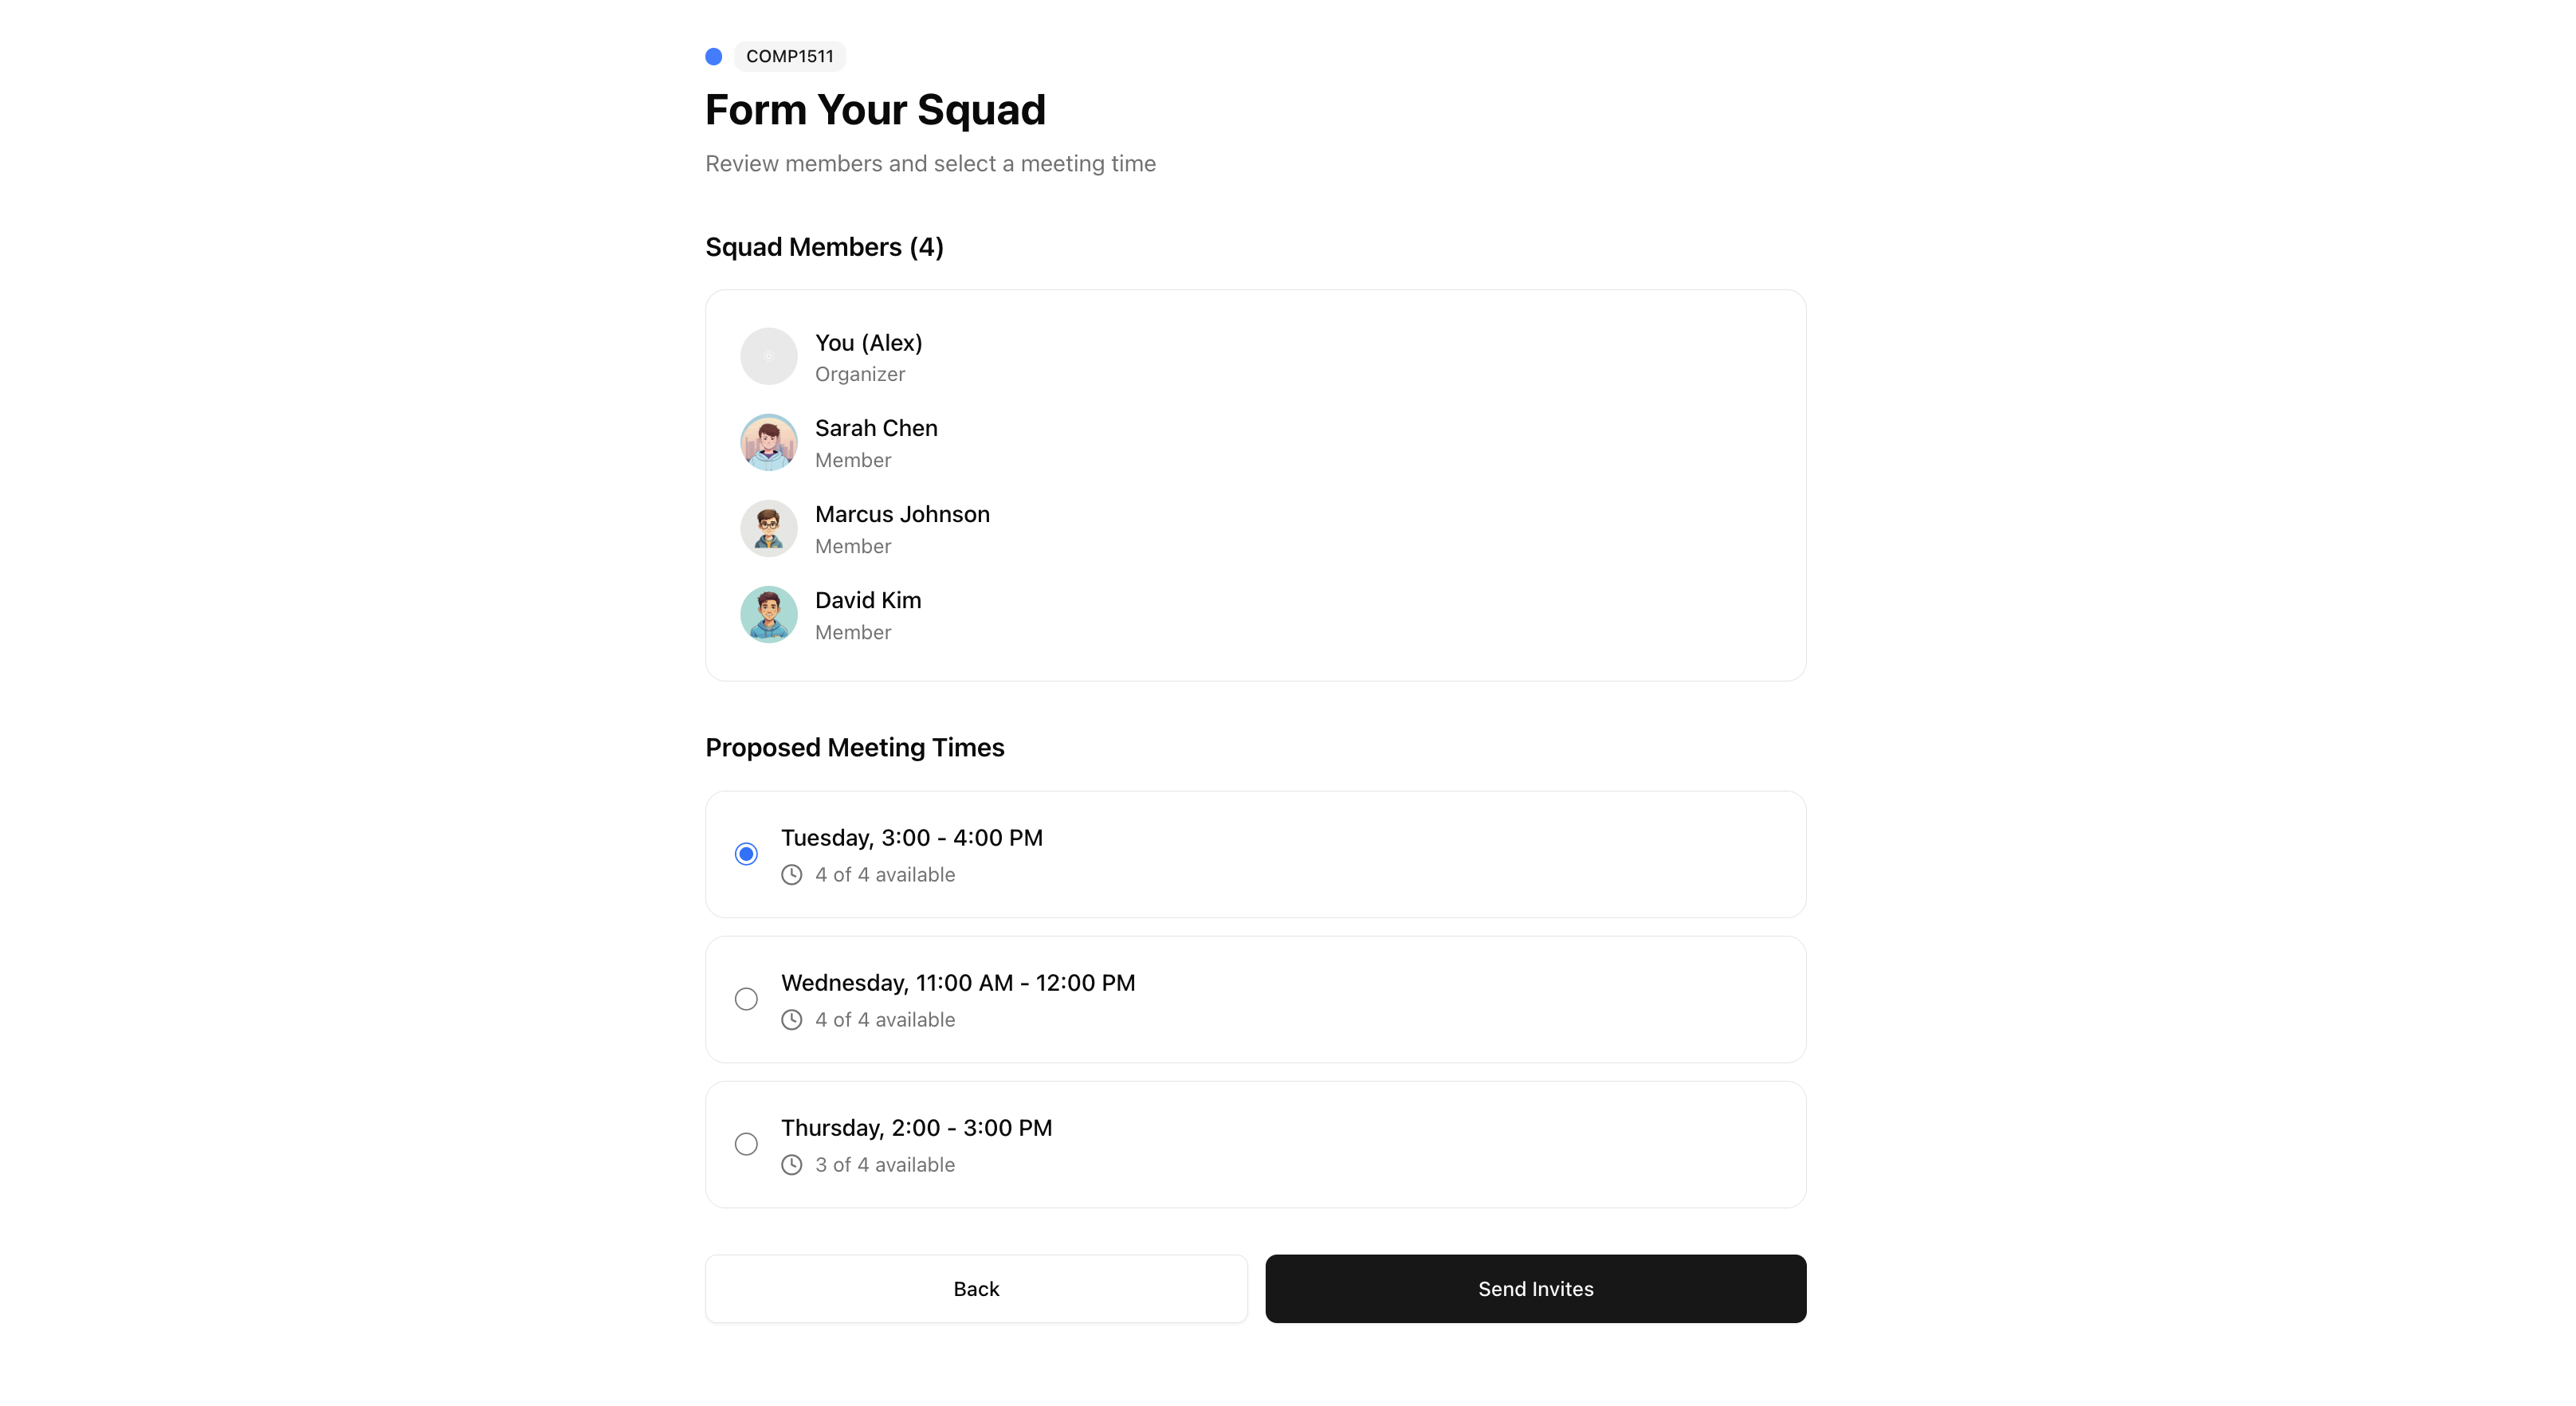 COMP1511
Form Your Squad
Review members and select a meeting time
Squad Members (4)
You (Alex)
Organizer
Sarah Chen
Member
Marcus Johnson
Member
David Kim
Member
Proposed Meeting Times
Tuesday, 3:00 - 4:00 PM
4 of 4 available
Wednesday, 11:00 AM - 12:00 PM
4 of 4 available
Thursday, 2:00 - 3:00 PM
3 of 4 available
Back
Send Invites